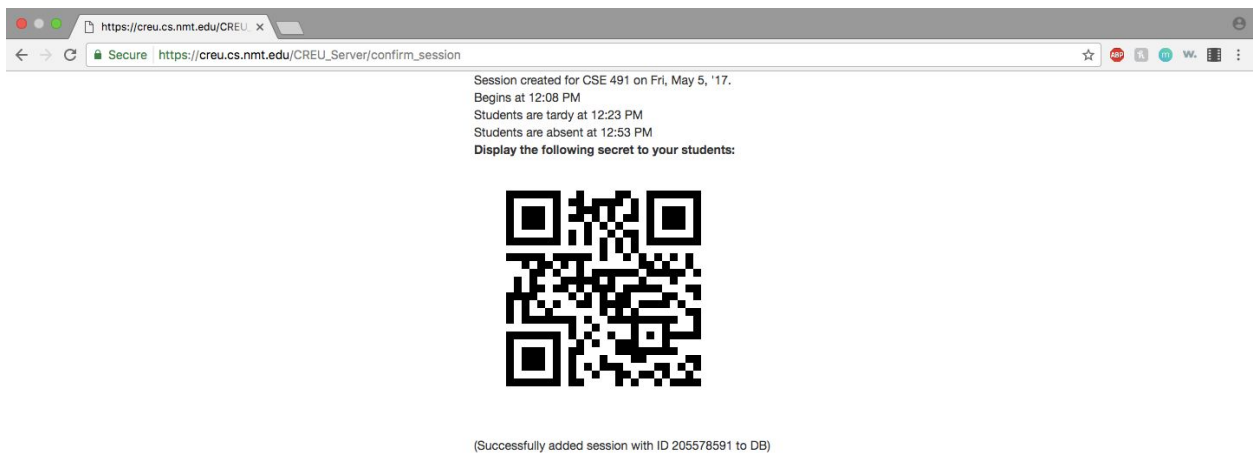 https://creu.cs.nmt.edu/CREU_
Secure https://creu.cs.nmt.edu/CREU_Server/confirm_session
ABP m w.
Session created for CSE 491 on Fri, May 5, '17.
Begins at 12:08 PM
Students are tardy at 12:23 PM
Students are absent at 12:53 PM
Display the following secret to your students:
(Successfully added session with ID 205578591 to DB)